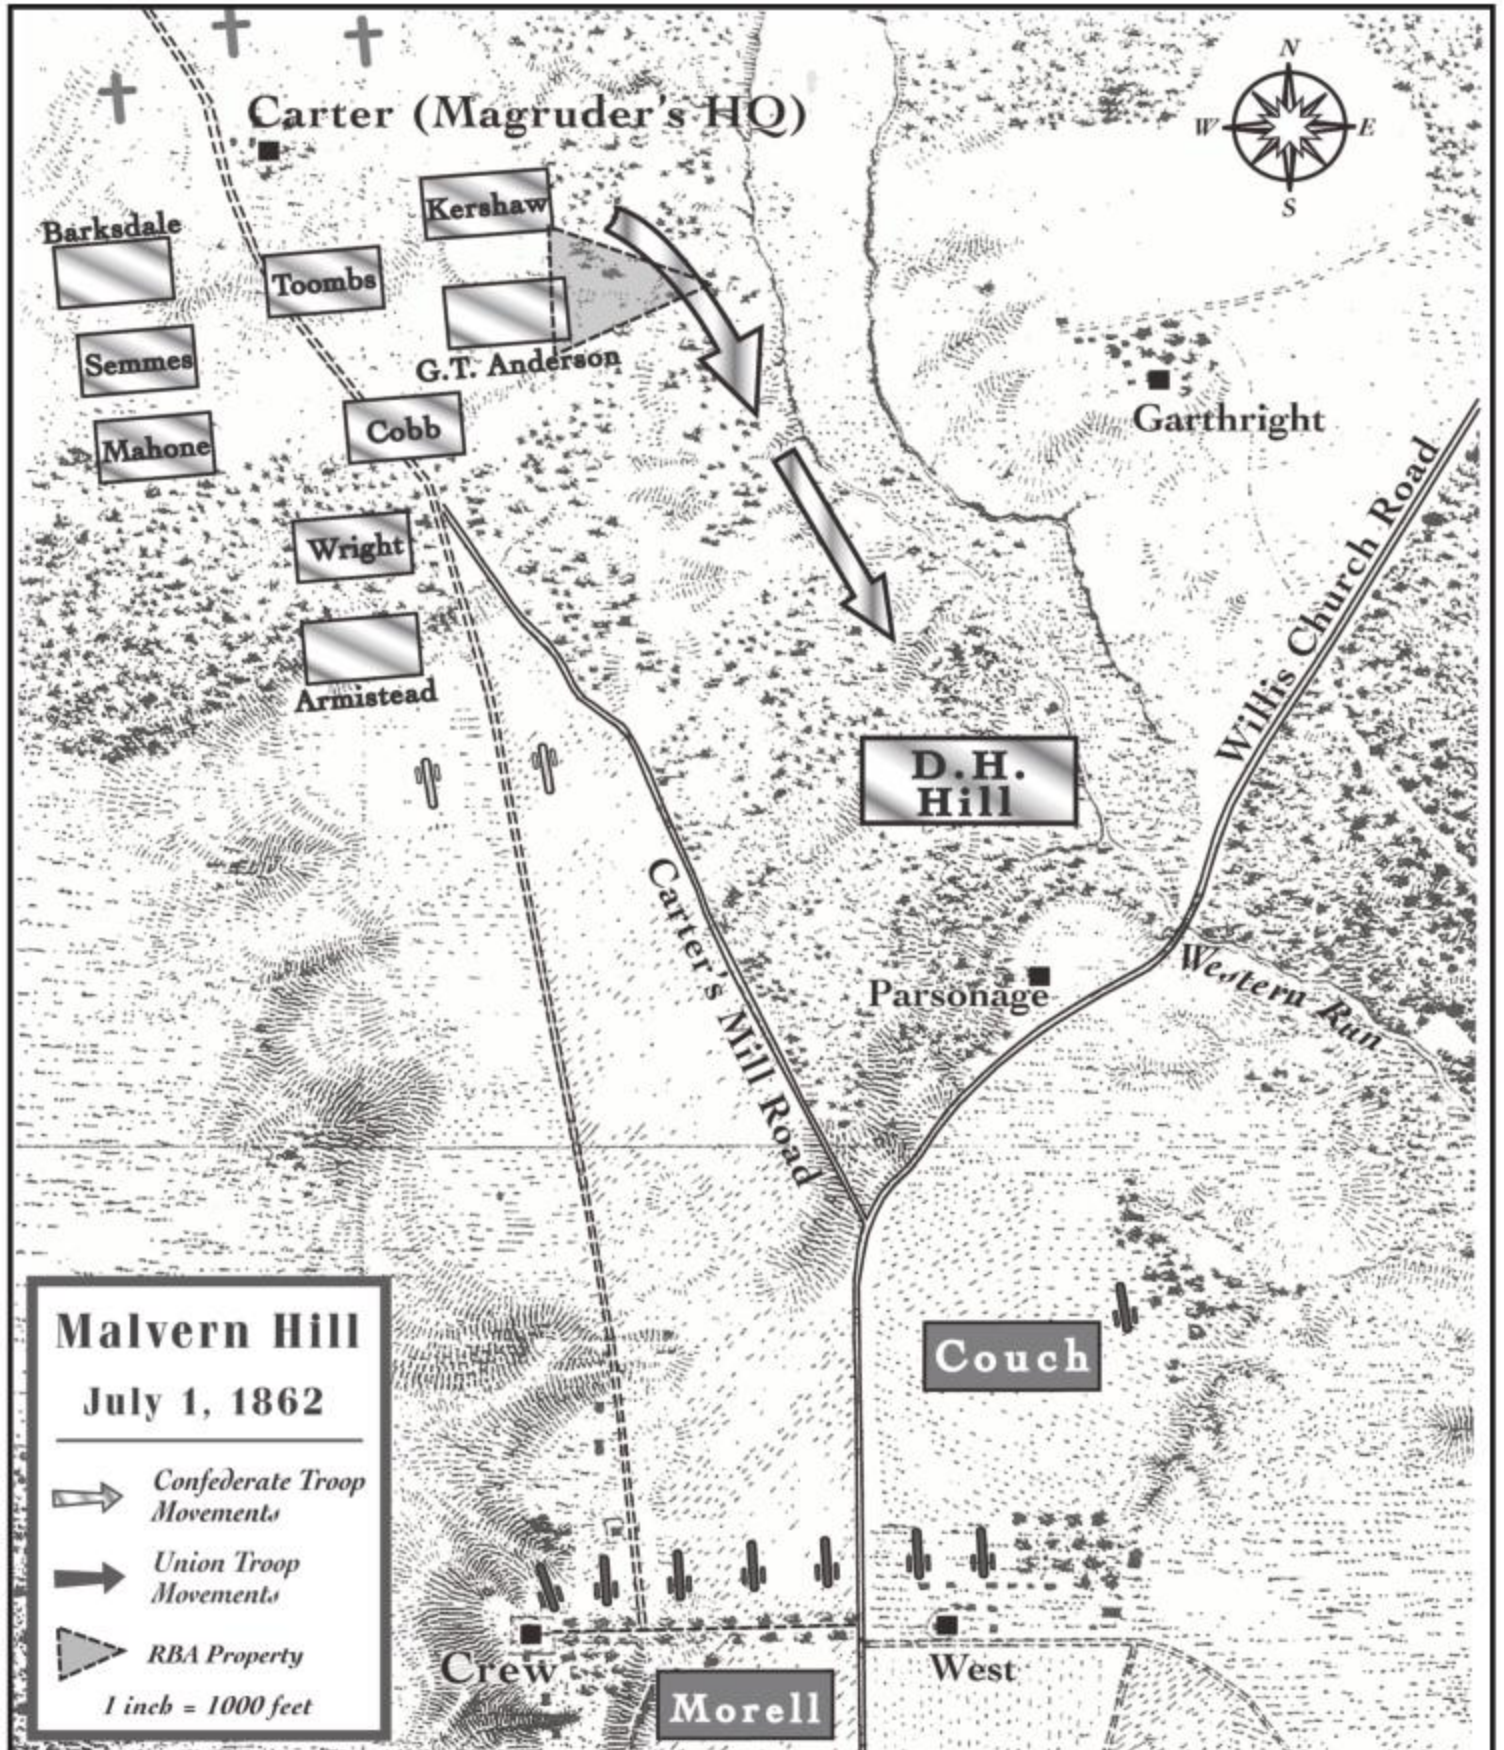 N
W
E
S
Carter (Magruder's HQ)
Kershaw
Barksdale
Toombs
G.T. Anderson
Semmes
Cobb
Mahone
Garthright
Wright
Willis Church Road
Armistead
D.H.
Hill
Carter's Mill Road
Parsonage
Western Run
Couch
Malvern Hill
July 1, 1862
Confederate Troop
Movements
Union Troop
Movements
RBA Property
1 inch = 1000 feet
Crew
West
Morell